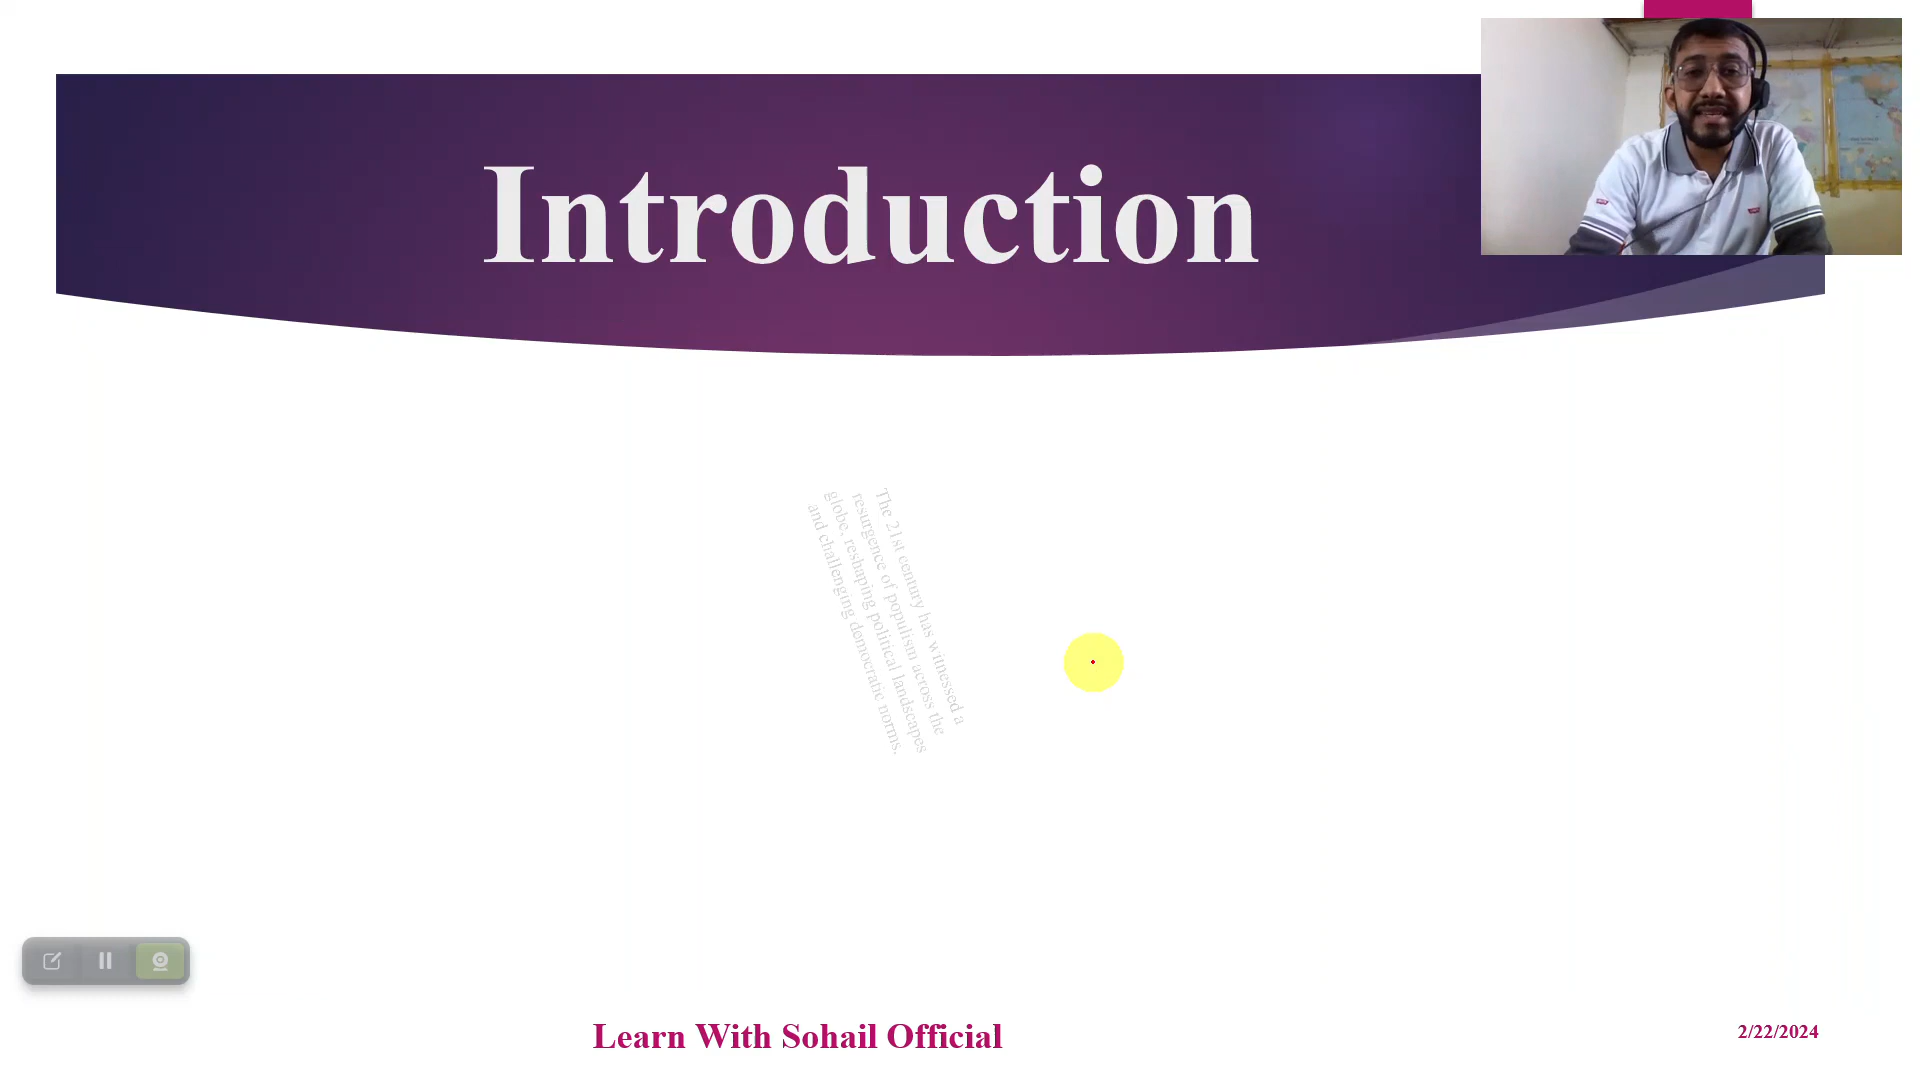 Introduction
The 21st century has witnessed a
resurgence of populism across the
globe, reshaping political landscapes
and challenging democratic norms.
Learn With Sohail Official
2/22/2024